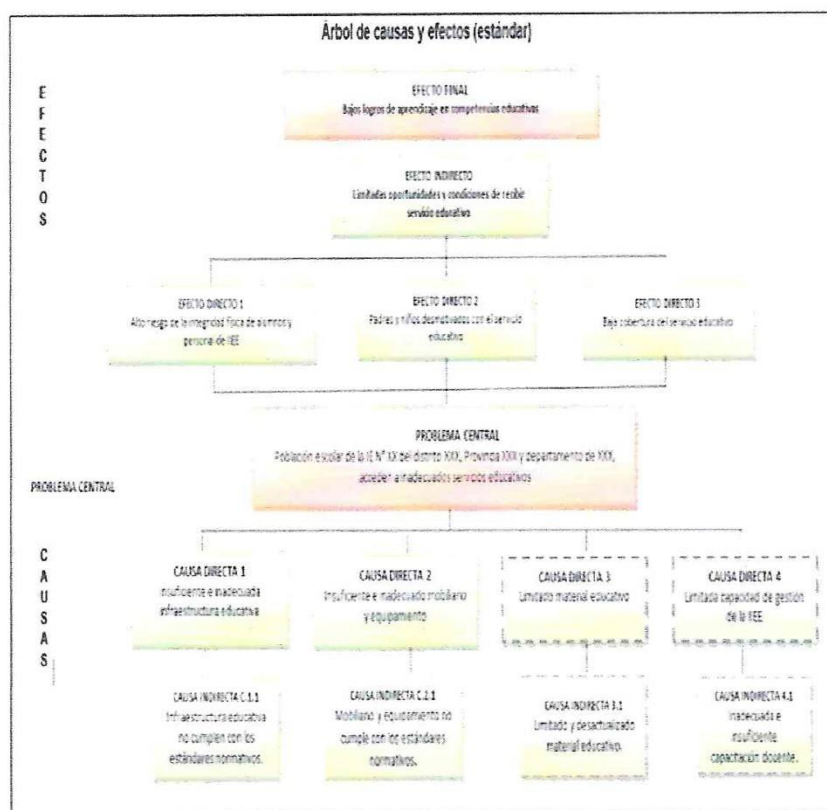 Árbol de causas y efectos (estándar)
EFECTOS
EFECTO FINAL
Bajos logros de aprendizaje en competencias educativas
EFECTO INDIRECTO
Limitadas oportunidades y condiciones de recibir
servicio educativo
EFECTO DIRECTO 1
Alto riesgo de la integridad física de alumnos y
personal de IIEE
EFECTO DIRECTO 2
Padres y niños desmotivados con el servicio
educativo
EFECTO DIRECTO 3
Baja cobertura del servicio educativo
PROBLEMA CENTRAL
PROBLEMA CENTRAL
Población escolar de la IE N° XX del distrito XXX, Provincia XXX y departamento de XXX,
acceden a inadecuados servicios educativos
CAUSAS
CAUSA DIRECTA 1
Insuficiente e inadecuada
infraestructura educativa
CAUSA DIRECTA 2
Insuficiente e inadecuado mobiliario
y equipamiento
CAUSA DIRECTA 3
Limitado material educativo
CAUSA DIRECTA 4
Limitada capacidad de gestión
de la IIEE
CAUSA INDIRECTA C.1.1
Infraestructura educativa
no cumplen con los
estándares normativos.
CAUSA INDIRECTA C.2.1
Mobiliario y equipamiento no
cumple con los estándares
normativos.
CAUSA INDIRECTA 3.1
Limitado y desactualizado
material educativo.
CAUSA INDIRECTA 4.1
Inadecuada e
insuficiente
capacitación docente.